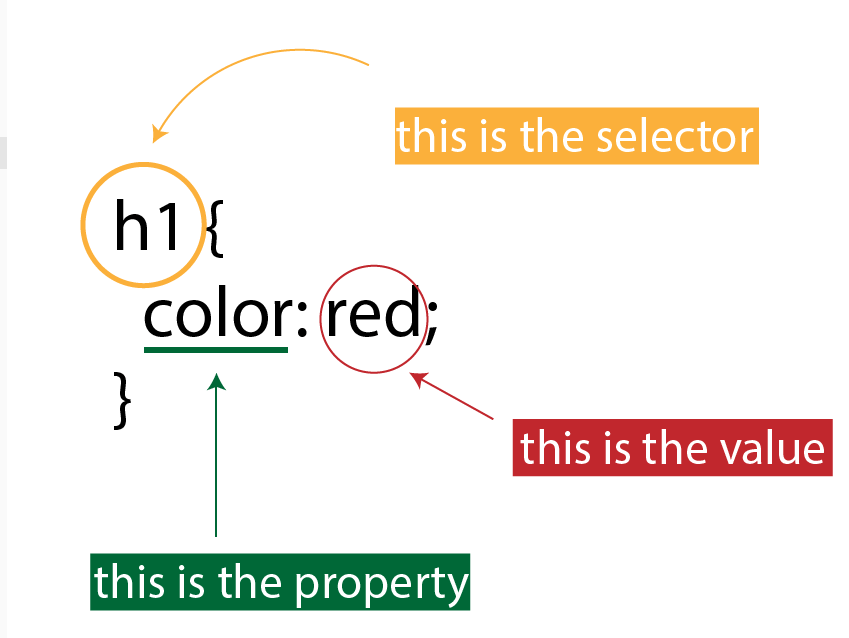 this is the selector
h1 {
color: red;
}
this is the value
this is the property